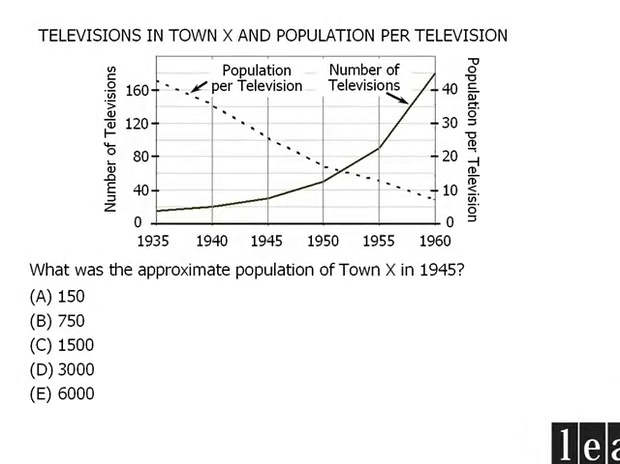 TELEVISIONS IN TOWN X AND POPULATION PER TELEVISION
Population per Television
Number of Televisions
Number of Televisions
160
120
80
40
0
Population per Television
40
30
20
10
0
1935 1940 1945 1950 1955 1960
What was the approximate population of Town X in 1945?
(A) 150
(B) 750
(C) 1500
(D) 3000
(E) 6000